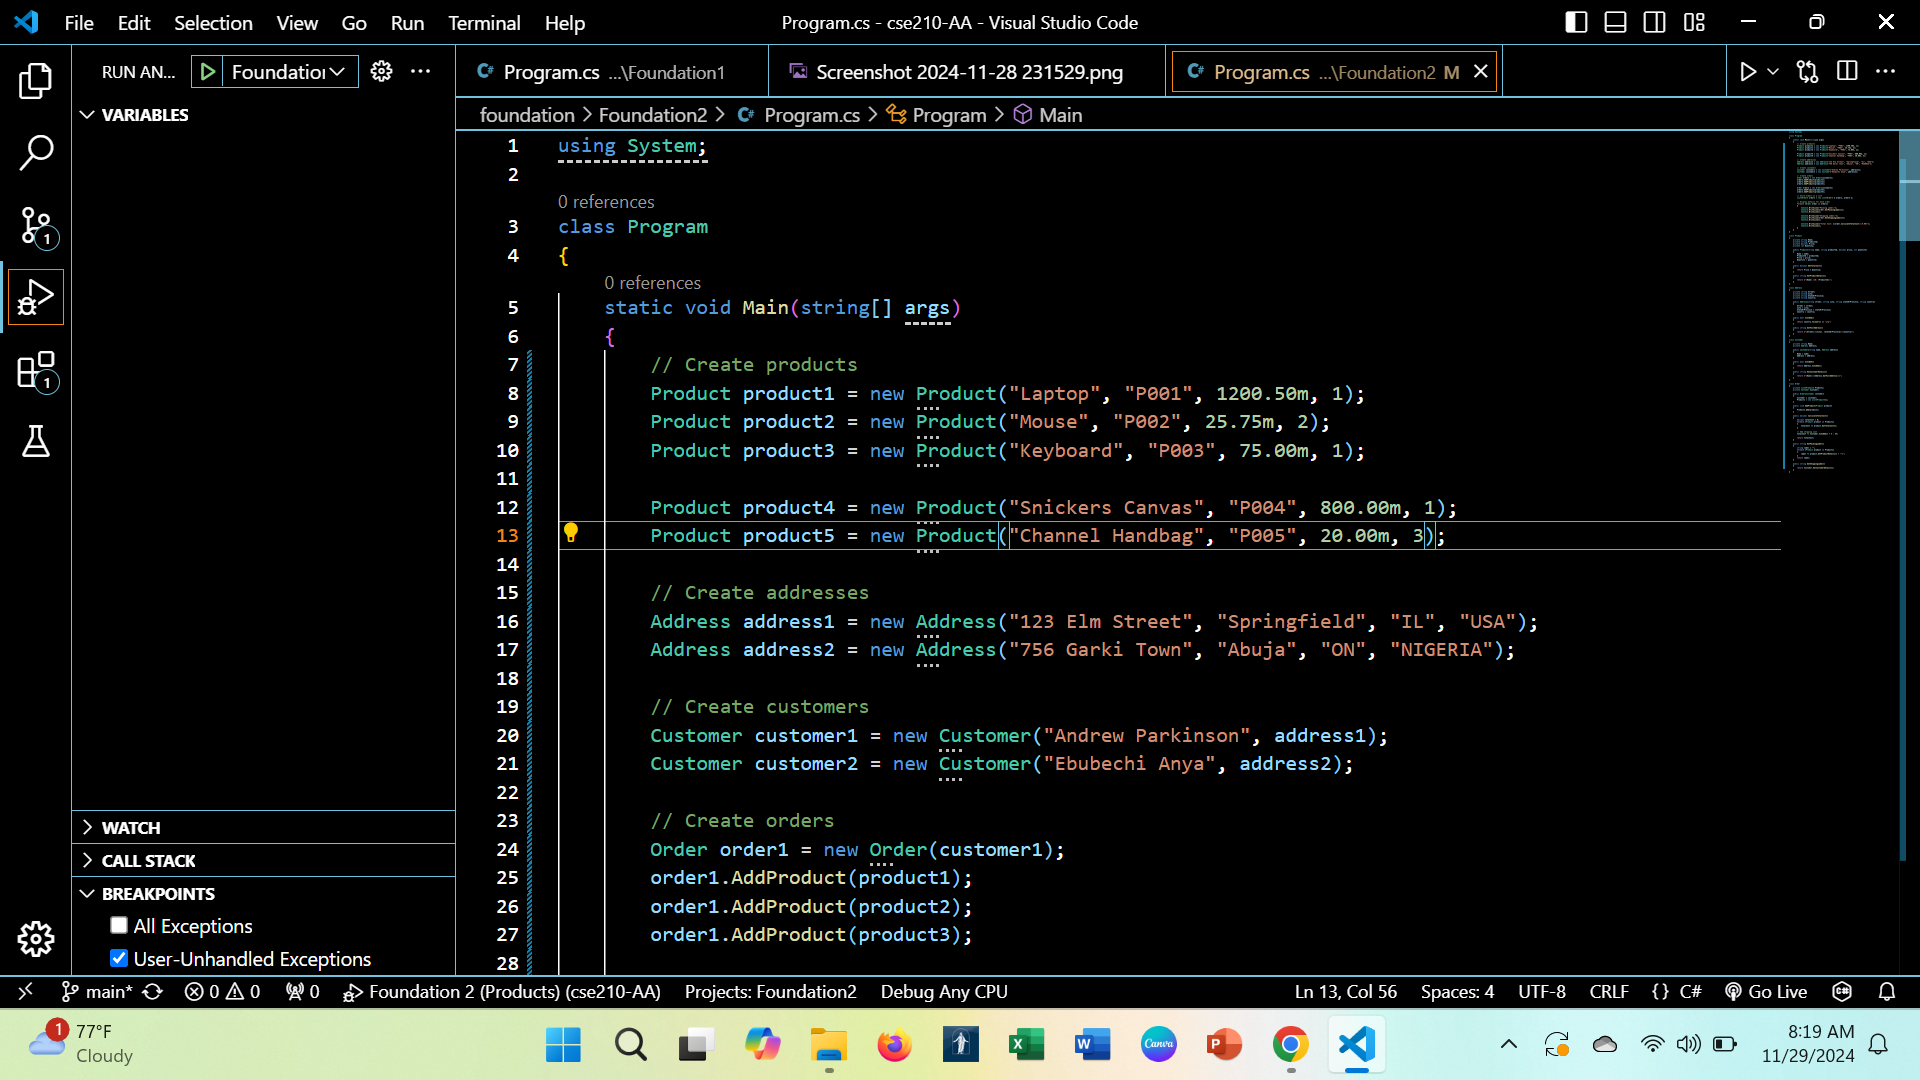 File Edit Selection View Go Run Terminal Help
Program.cs - cse210-AA - Visual Studio Code
RUN AN... Foundation
Program.cs ...\Foundation1
Screenshot 2024-11-28 231529.png
Program.cs ...\Foundation2 M
foundation > Foundation2 > Program.cs > Program > Main
VARIABLES
1 using System;
2
0 references
3 class Program
4 {
0 references
5 static void Main(string[] args)
6 {
7 // Create products
8 Product product1 = new Product("Laptop", "P001", 1200.50m, 1);
9 Product product2 = new Product("Mouse", "P002", 25.75m, 2);
10 Product product3 = new Product("Keyboard", "P003", 75.00m, 1);
11
12 Product product4 = new Product("Snickers Canvas", "P004", 800.00m, 1);
13 Product product5 = new Product("Channel Handbag", "P005", 20.00m, 3);
14
15 // Create addresses
16 Address address1 = new Address("123 Elm Street", "Springfield", "IL", "USA");
17 Address address2 = new Address("756 Garki Town", "Abuja", "ON", "NIGERIA");
18
19 // Create customers
20 Customer customer1 = new Customer("Andrew Parkinson", address1);
21 Customer customer2 = new Customer("Ebubechi Anya", address2);
22
23 // Create orders
24 Order order1 = new Order(customer1);
25 order1.AddProduct(product1);
26 order1.AddProduct(product2);
27 order1.AddProduct(product3);
28
1
1
WATCH
CALL STACK
BREAKPOINTS
All Exceptions
User-Unhandled Exceptions
main* 0 0 0 Foundation 2 (Products) (cse210-AA) Projects: Foundation2 Debug Any CPU
Ln 13, Col 56 Spaces: 4 UTF-8 CRLF {} C# Go Live
1 77°F
Cloudy
Canva
8:19 AM
11/29/2024